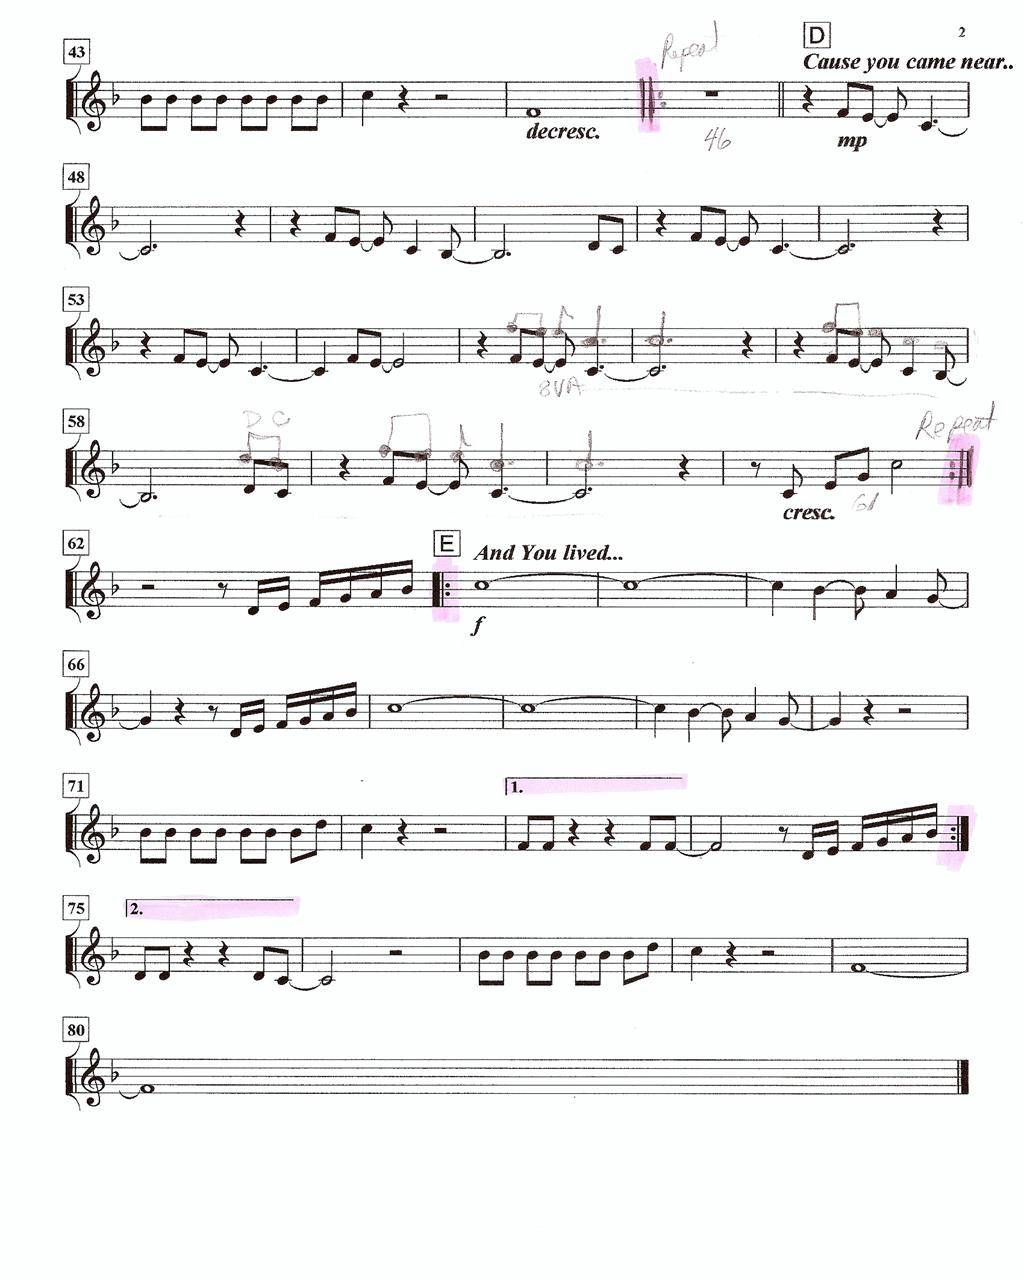 2
D
Repeat
43
Cause you came near..
decresc.
46
mp
48
53
8VA
D C
58
Repeat
cresc.
61
62
E
And You lived...
f
66
71
1.
75
2.
80